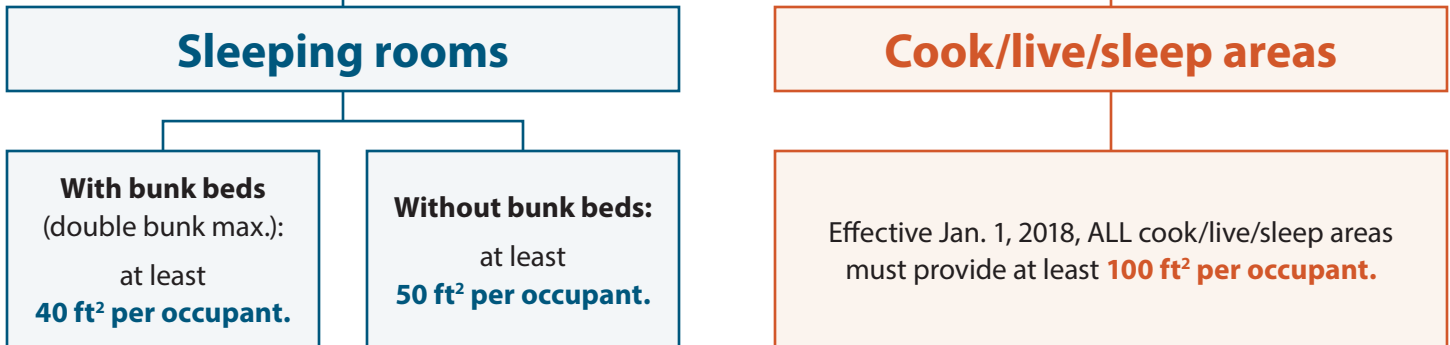 Sleeping rooms
With bunk beds
(double bunk max.):
at least
40 ft² per occupant.
Without bunk beds:
at least
50 ft² per occupant.
Cook/live/sleep areas
Effective Jan. 1, 2018, ALL cook/live/sleep areas
must provide at least 100 ft² per occupant.